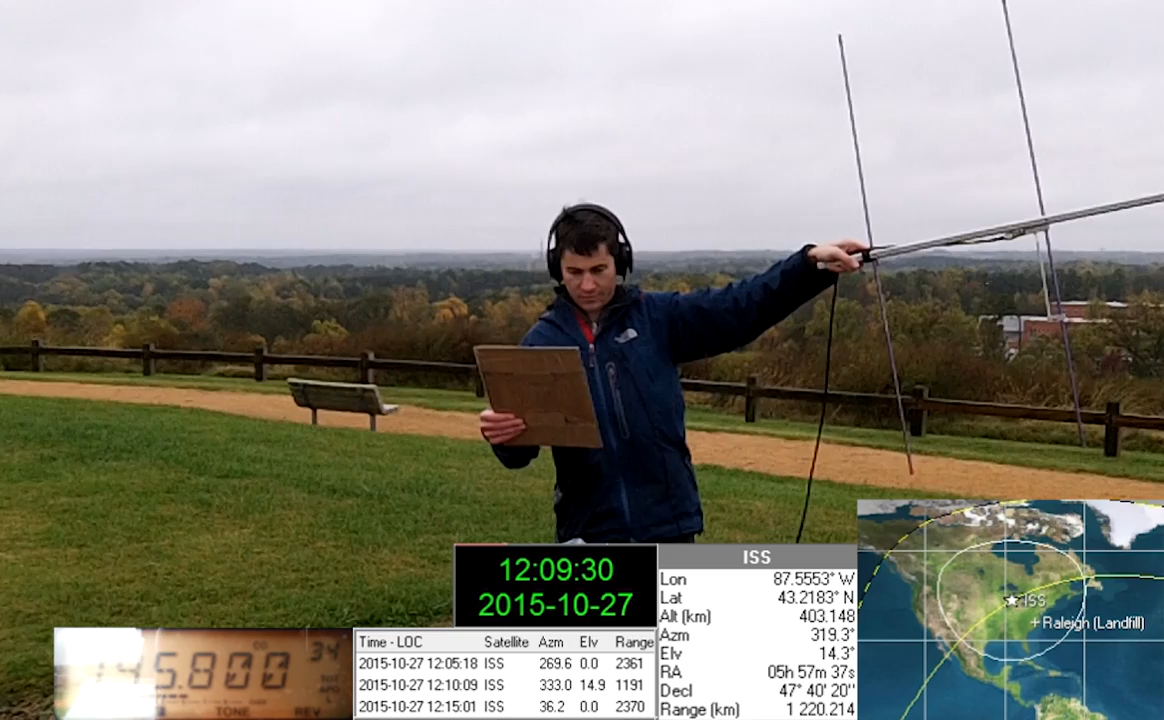 12:09:30
2015-10-27
ISS
Lon 87.5553° W
Lat 43.2183° N
Alt (km) 403.148
Azm 319.3°
Elv 14.3°
RA 05h 57m 37s
Decl 47° 40' 20"
Range (km) 1 220.214
ISS
Raleigh (Landfill)
Time - LOC Satellite Azm Elv Range
2015-10-27 12:05:18 ISS 269.6 0.0 2361
2015-10-27 12:10:09 ISS 333.0 14.9 1191
2015-10-27 12:15:01 ISS 36.2 0.0 2370
145.800
34
TONE
REV